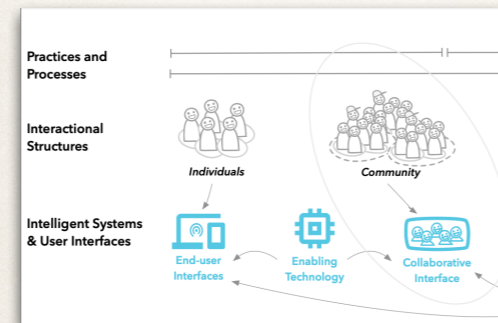 Practices and
Processes
Interactional
Structures
Individuals
Community
Intelligent Systems
& User Interfaces
End-user
Interfaces
Enabling
Technology
Collaborative
Interface